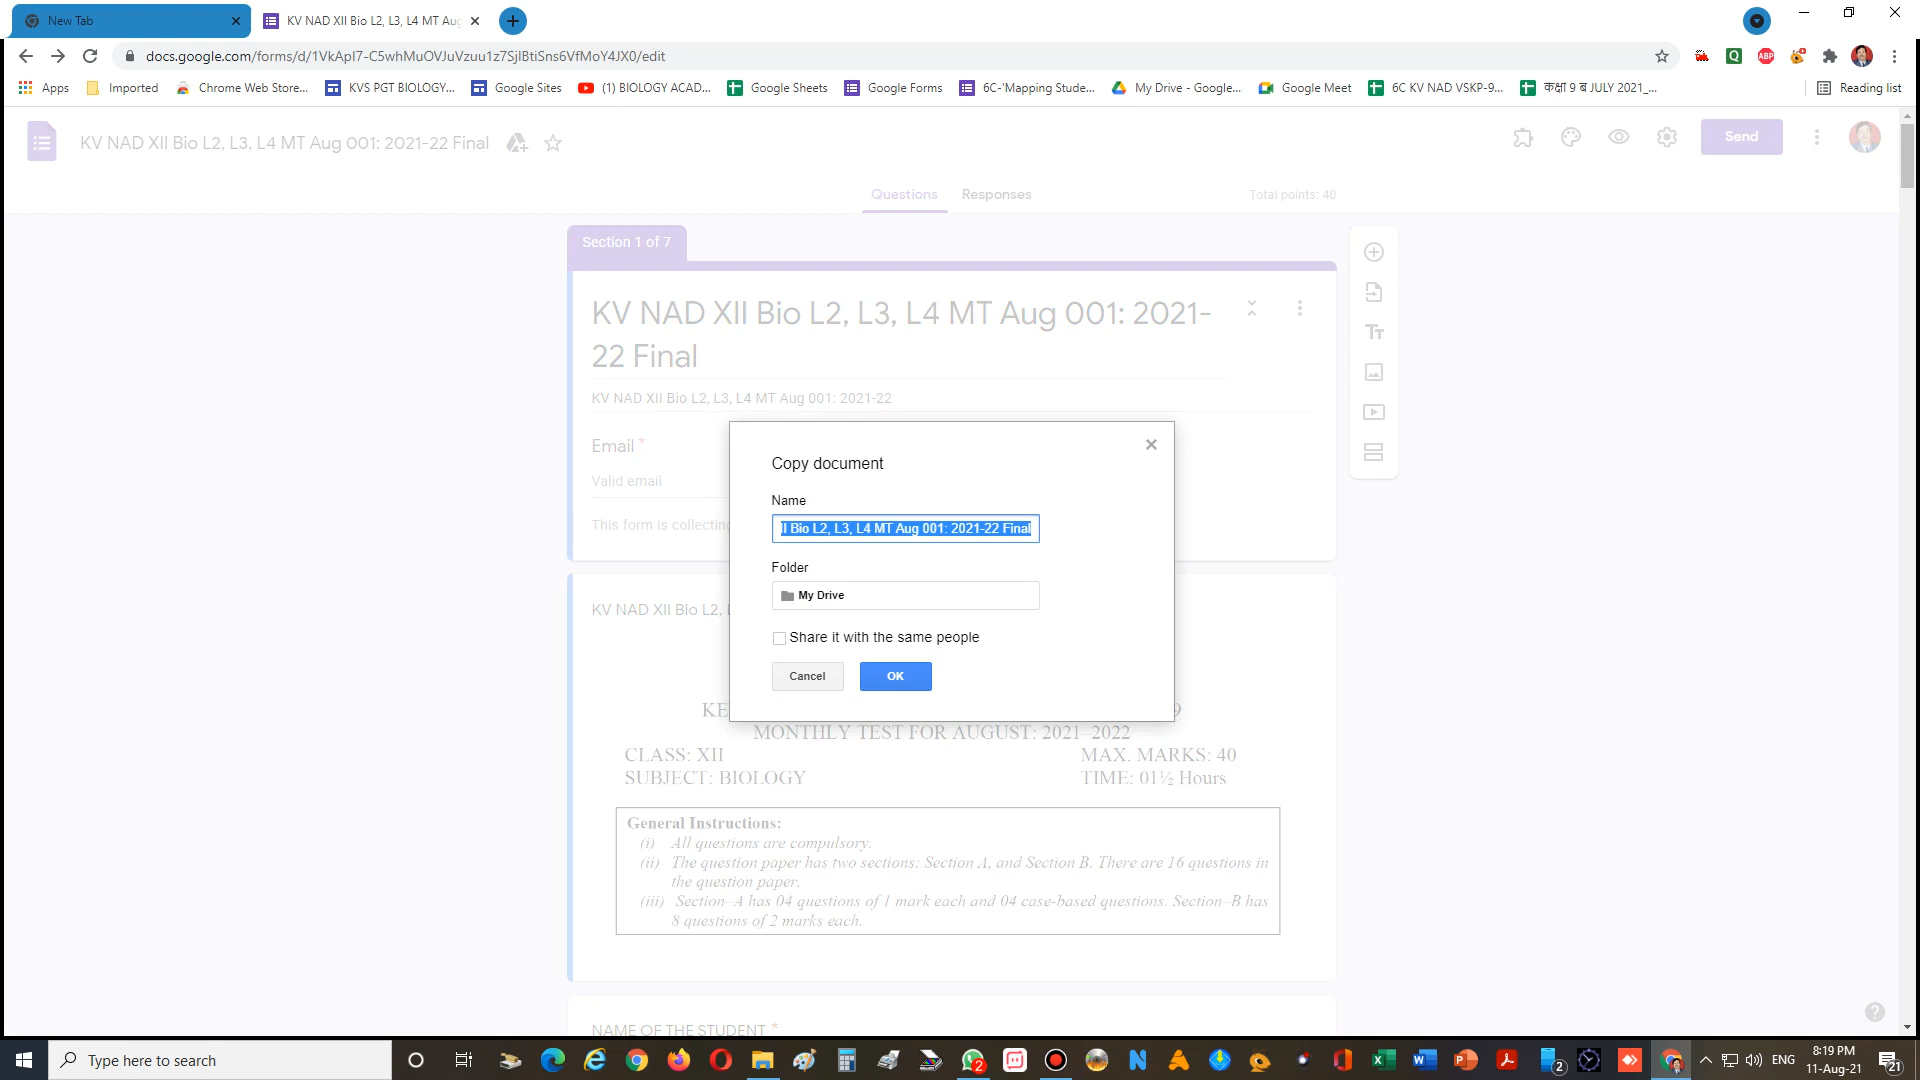 New Tab
KV NAD XII Bio L2, L3, L4 MT Aug
docs.google.com/forms/d/1VkApI7-C5whMuOVJuVzuu1z7SjIBtiSns6VfMoY4JX0/edit
Apps
Imported
Chrome Web Store...
KVS PGT BIOLOGY...
Google Sites
(1) BIOLOGY ACAD...
Google Sheets
Google Forms
6C-'Mapping Stude...
My Drive - Google...
Google Meet
6C KV NAD VSKP-9...
कक्षा 9 ब JULY 2021_...
Reading list
KV NAD XII Bio L2, L3, L4 MT Aug 001: 2021-22 Final
Send
Questions
Responses
Total points: 40
Section 1 of 7
KV NAD XII Bio L2, L3, L4 MT Aug 001: 2021-
22 Final
KV NAD XII Bio L2, L3, L4 MT Aug 001: 2021-22
Email *
Valid email
This form is collecting
Copy document
Name
II Bio L2, L3, L4 MT Aug 001: 2021-22 Final
Folder
My Drive
Share it with the same people
Cancel
OK
KV NAD XII Bio L2,
KE
9
MONTHLY TEST FOR AUGUST: 2021–2022
CLASS: XII
MAX. MARKS: 40
SUBJECT: BIOLOGY
TIME: 01½ Hours
General Instructions:
(i) All questions are compulsory.
(ii) The question paper has two sections: Section A, and Section B. There are 16 questions in
the question paper.
(iii) Section–A has 04 questions of 1 mark each and 04 case-based questions. Section–B has
8 questions of 2 marks each.
NAME OF THE STUDENT *
Type here to search
ENG
8:19 PM
11-Aug-21
21